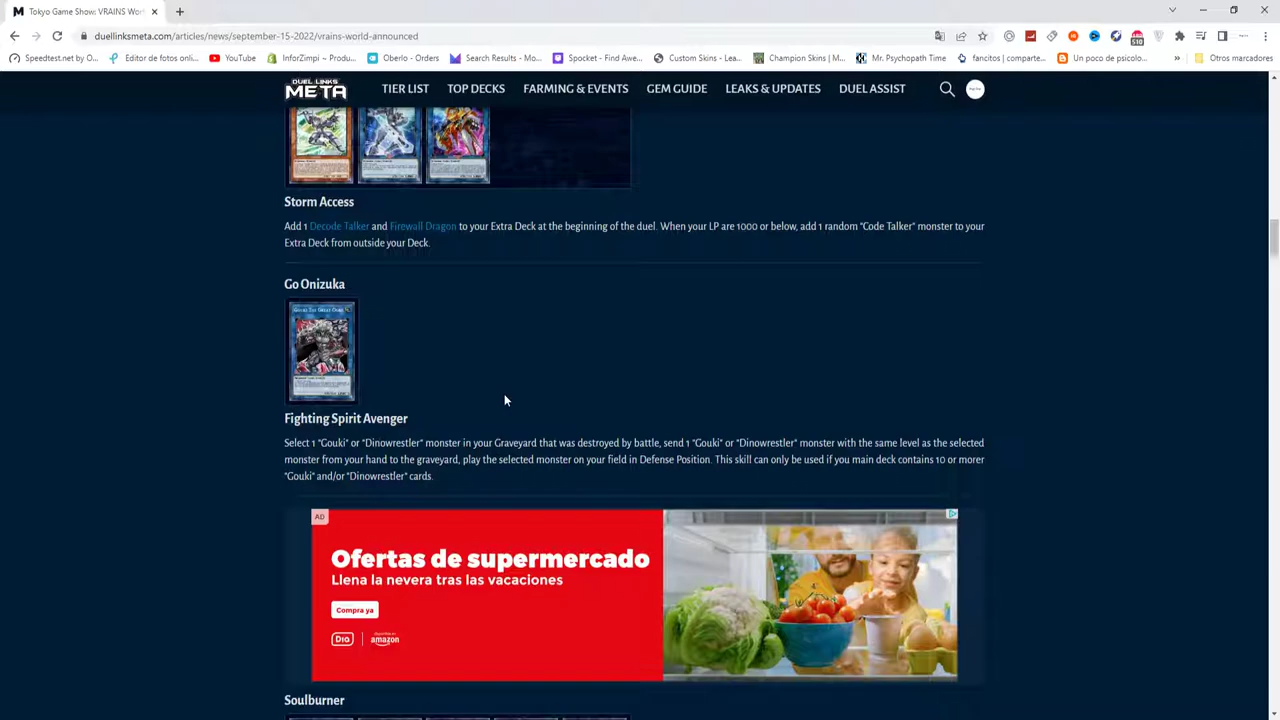 Tokyo Game Show: VRAINS Worl
duellinksmeta.com/articles/news/september-15-2022/vrains-world-announced
Speedtest.net by O... Editor de fotos onli... YouTube InforZimpi ~ Produ... Oberlo - Orders Search Results - Mo... Spocket - Find Awe... Custom Skins - Lea... Champion Skins | M... Mr. Psychopath Time fancitos | comparte... Un poco de psicolo... » Otros marcadores
DUEL LINKS
META
TIER LIST TOP DECKS FARMING & EVENTS GEM GUIDE LEAKS & UPDATES DUEL ASSIST
Storm Access
Add 1 Decode Talker and Firewall Dragon to your Extra Deck at the beginning of the duel. When your LP are 1000 or below, add 1 random "Code Talker" monster to your
Extra Deck from outside your Deck.
Go Onizuka
Gouki The Great Ogre
Fighting Spirit Avenger
Select 1 "Gouki" or "Dinowrestler" monster in your Graveyard that was destroyed by battle, send 1 "Gouki" or "Dinowrestler" monster with the same level as the selected
monster from your hand to the graveyard, play the selected monster on your field in Defense Position. This skill can only be used if you main deck contains 10 or morer
"Gouki" and/or "Dinowrestler" cards.
AD
Ofertas de supermercado
Llena la nevera tras las vacaciones
Compra ya
Dia
disponible en
amazon
Soulburner